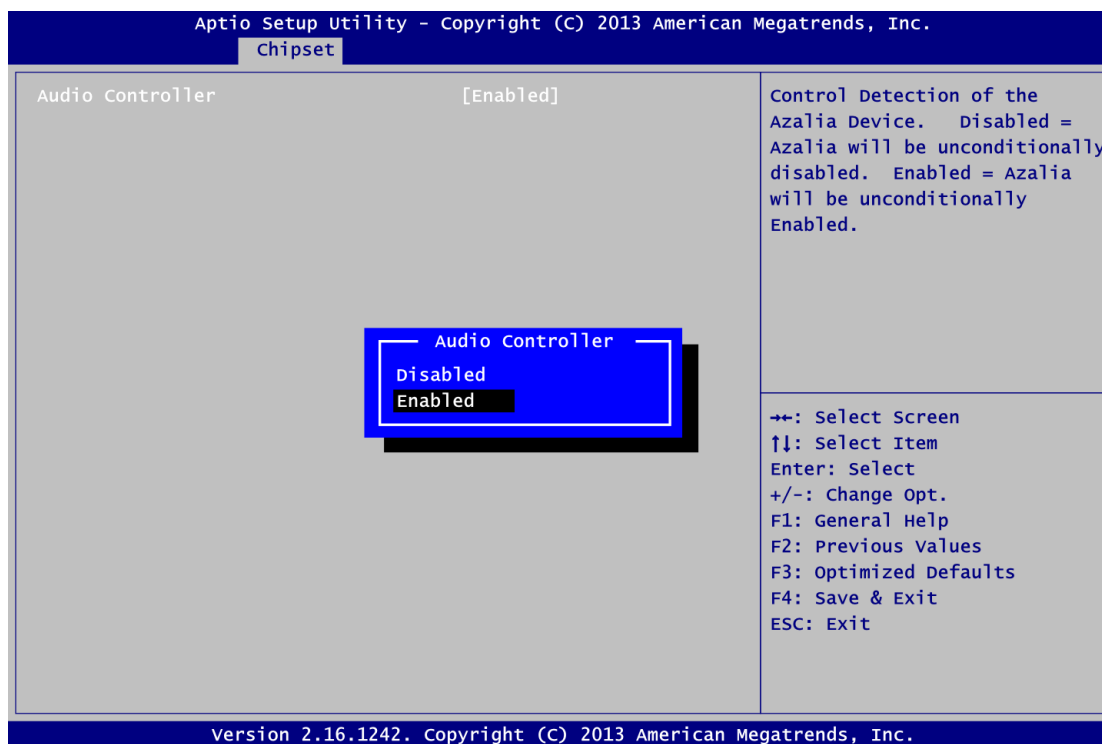 Aptio Setup Utility - Copyright (C) 2013 American Megatrends, Inc.
Chipset
Audio Controller [Enabled]
Control Detection of the
Azalia Device. Disabled =
Azalia will be unconditionally
disabled. Enabled = Azalia
will be unconditionally
Enabled.
Audio Controller
Disabled
Enabled
→←: Select Screen
↑↓: Select Item
Enter: Select
+/-: Change Opt.
F1: General Help
F2: Previous Values
F3: Optimized Defaults
F4: Save & Exit
ESC: Exit
Version 2.16.1242. Copyright (C) 2013 American Megatrends, Inc.